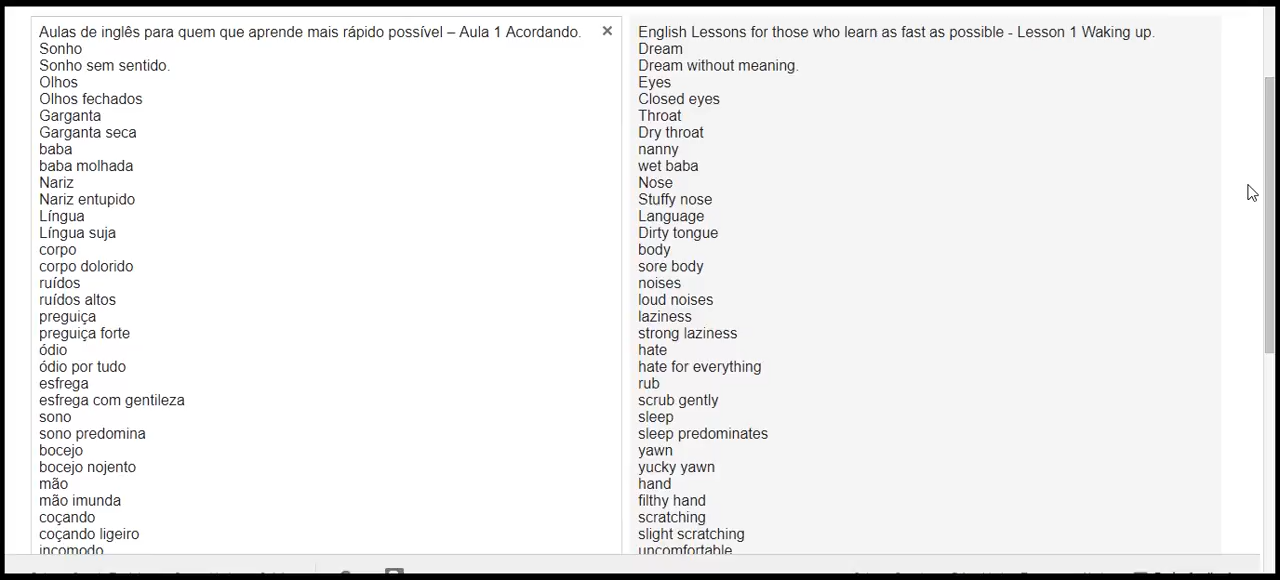 Aulas de inglês para quem que aprende mais rápido possível – Aula 1 Acordando.
Sonho
Sonho sem sentido.
Olhos
Olhos fechados
Garganta
Garganta seca
baba
baba molhada
Nariz
Nariz entupido
Língua
Língua suja
corpo
corpo dolorido
ruídos
ruídos altos
preguiça
preguiça forte
ódio
ódio por tudo
esfrega
esfrega com gentileza
sono
sono predomina
bocejo
bocejo nojento
mão
mão imunda
coçando
coçando ligeiro
incomodo
English Lessons for those who learn as fast as possible - Lesson 1 Waking up.
Dream
Dream without meaning.
Eyes
Closed eyes
Throat
Dry throat
nanny
wet baba
Nose
Stuffy nose
Language
Dirty tongue
body
sore body
noises
loud noises
laziness
strong laziness
hate
hate for everything
rub
scrub gently
sleep
sleep predominates
yawn
yucky yawn
hand
filthy hand
scratching
slight scratching
uncomfortable